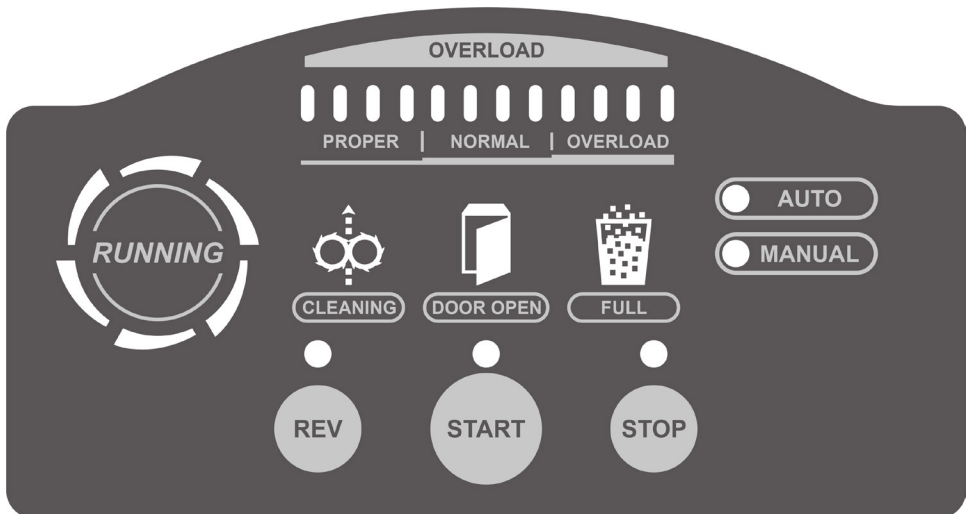 OVERLOAD
PROPER | NORMAL | OVERLOAD
AUTO
RUNNING
MANUAL
CLEANING DOOR OPEN FULL
REV START STOP